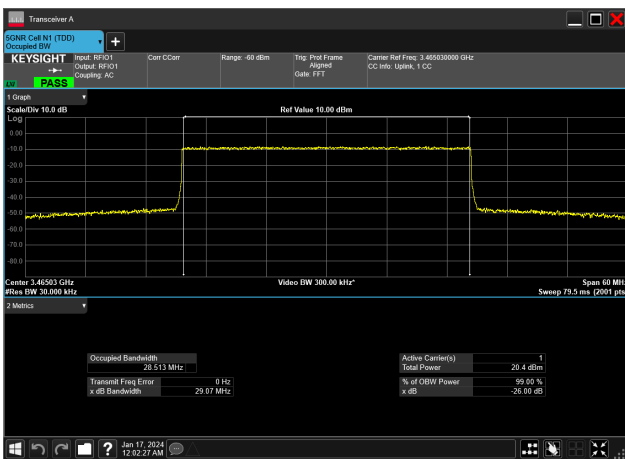 Transceiver A
5GNR Cell N1 (TDD)
Occupied BW
KEYSIGHT
Input: RFIO1
Output: RFIO1
Coupling: AC
Corr CCorr
Range: -60 dBm
Trig: Prot Frame
Aligned
Gate: FFT
Carrier Ref Freq: 3.465030000 GHz
CC Info: Uplink, 1 CC
PASS
1 Graph
Scale/Div 10.0 dB
Ref Value 10.00 dBm
Log
0.00
-10.0
-20.0
-30.0
-40.0
-50.0
-60.0
-70.0
-80.0
Center 3.46503 GHz
#Res BW 30.000 kHz
Video BW 300.00 kHz*
Span 60 MHz
Sweep 79.5 ms (2001 pts
2 Metrics
Occupied Bandwidth
28.513 MHz
Transmit Freq Error 0 Hz
x dB Bandwidth 29.07 MHz
Active Carrier(s) 1
Total Power 20.4 dBm
% of OBW Power 99.00 %
x dB -26.00 dB
Jan 17, 2024
12:02:27 AM